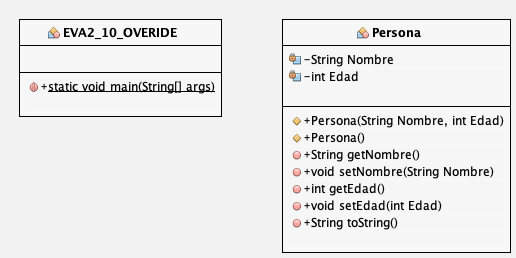 EVA2_10_OVERIDE
+static void main(String[] args)
Persona
-String Nombre
-int Edad
+Persona(String Nombre, int Edad)
+Persona()
+String getNombre()
+void setNombre(String Nombre)
+int getEdad()
+void setEdad(int Edad)
+String toString()